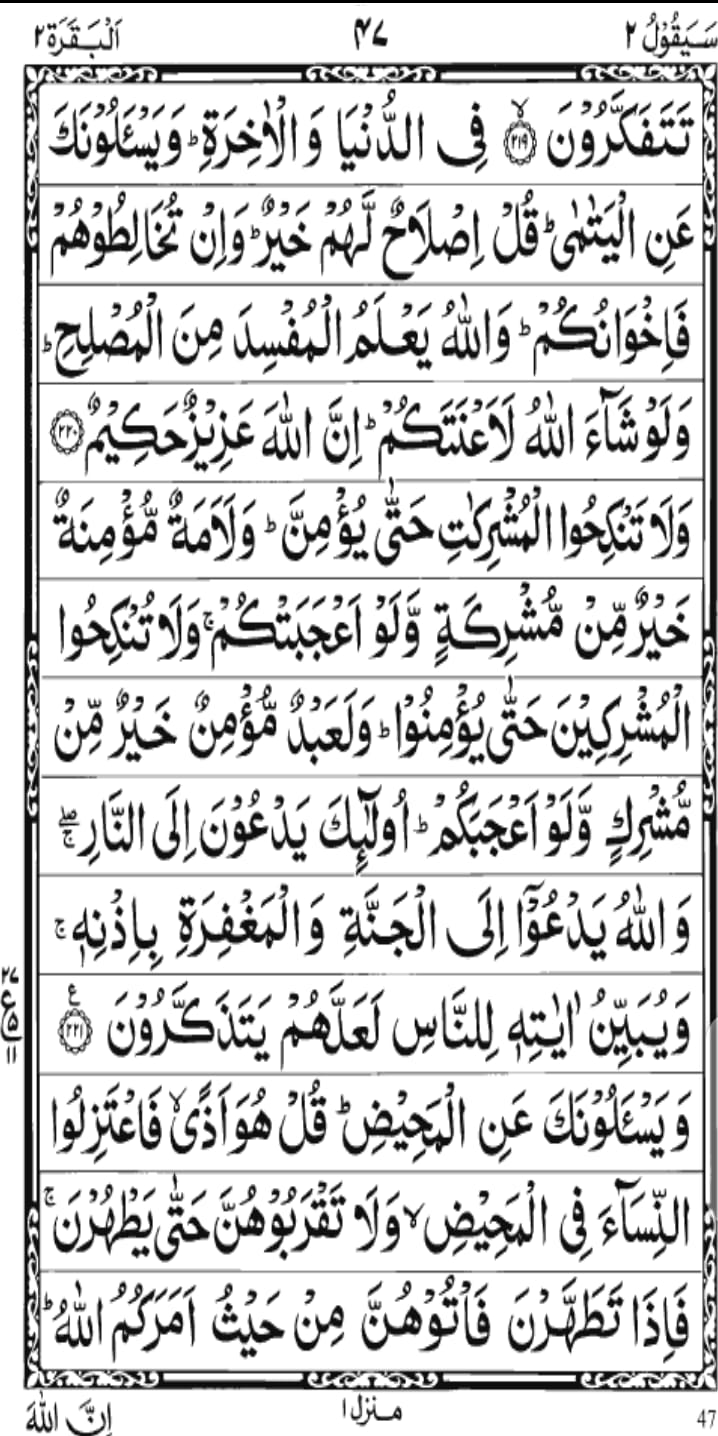 سَيَقُوْلُ ٢ ٤٧ اَلْبَقَرَة ٢
تَتَفَكَّرُوْنَ ۙ﴿٢١٩﴾ فِى الدُّنْيَا وَ الْاٰخِرَةِ ؕ وَيَسْـَٔلُوْنَكَ
عَنِ الْيَتٰمٰى ؕ قُلْ اِصْلَاحٌ لَّهُمْ خَيْرٌ ؕ وَاِنْ تُخَالِطُوْهُمْ
فَاِخْوَانُكُمْ ؕ وَاللّٰهُ يَعْلَمُ الْمُفْسِدَ مِنَ الْمُصْلِحِ ؕ
وَلَوْ شَآءَ اللّٰهُ لَاَعْنَتَكُمْ ؕ اِنَّ اللّٰهَ عَزِيْزٌ حَكِيْمٌ ﴿٢٢٠﴾
وَلَا تَنْكِحُوا الْمُشْرِكٰتِ حَتّٰى يُؤْمِنَّ ؕ وَلَاَمَةٌ مُّؤْمِنَةٌ
خَيْرٌ مِّنْ مُّشْرِكَةٍ وَّلَوْ اَعْجَبَتْكُمْ ۚ وَلَا تُنْكِحُوا
الْمُشْرِكِيْنَ حَتّٰى يُؤْمِنُوْا ؕ وَلَعَبْدٌ مُّؤْمِنٌ خَيْرٌ مِّنْ
مُّشْرِكٍ وَّلَوْ اَعْجَبَكُمْ ؕ اُولٰٓئِكَ يَدْعُوْنَ اِلَى النَّارِ ۖۚ
وَ اللّٰهُ يَدْعُوْٓا اِلَى الْجَنَّةِ وَ الْمَغْفِرَةِ بِاِذْنِهٖ ۚ
وَيُبَيِّنُ اٰيٰتِهٖ لِلنَّاسِ لَعَلَّهُمْ يَتَذَكَّرُوْنَ ﴿٢٢١﴾ ع
٢٧
ع
٥
١١
وَيَسْـَٔلُوْنَكَ عَنِ الْمَحِيْضِ ؕ قُلْ هُوَ اَذًى ۙ فَاعْتَزِلُوا
النِّسَآءَ فِى الْمَحِيْضِ ۙ وَلَا تَقْرَبُوْهُنَّ حَتّٰى يَطْهُرْنَ ۚ
فَاِذَا تَطَهَّرْنَ فَاْتُوْهُنَّ مِنْ حَيْثُ اَمَرَكُمُ اللّٰهُ ؕ
47 منزل ١ اِنَّ اللّٰهَ